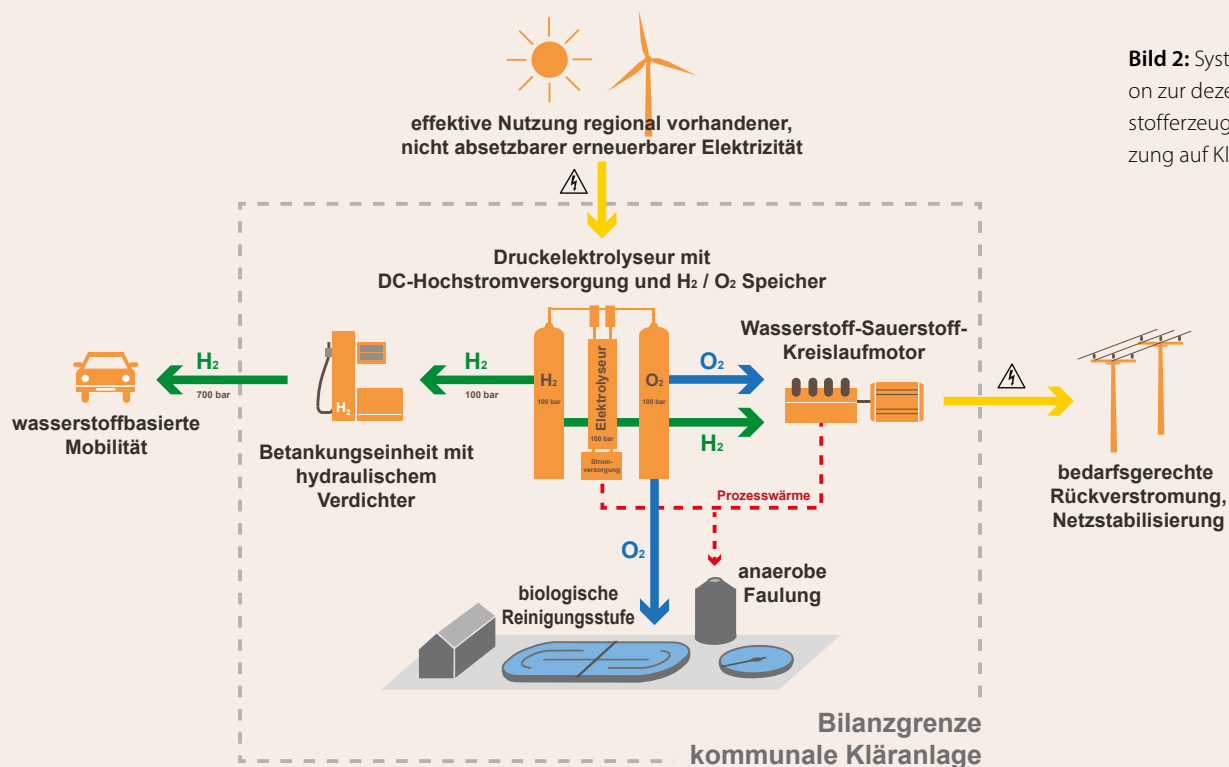 Bild 2: Syst
on zur deze
stofferzeug
zung auf Kl
effektive Nutzung regional vorhandener,
nicht absetzbarer erneuerbarer Elektrizität
Druckelektrolyseur mit
DC-Hochstromversorgung und H₂ / O₂ Speicher
Wasserstoff-Sauerstoff-
Kreislaufmotor
H₂
700 bar
H₂
100 bar
H₂
H₂
100 bar
Elektrolyseur
100 bar
Strom-
versorgung
O₂
100 bar
O₂
H₂
wasserstoffbasierte
Mobilität
Betankungseinheit mit
hydraulischem
Verdichter
Prozesswärme
bedarfsgerechte
Rückverstromung,
Netzstabilisierung
O₂
biologische
Reinigungsstufe
anaerobe
Faulung
Bilanzgrenze
kommunale Kläranlage